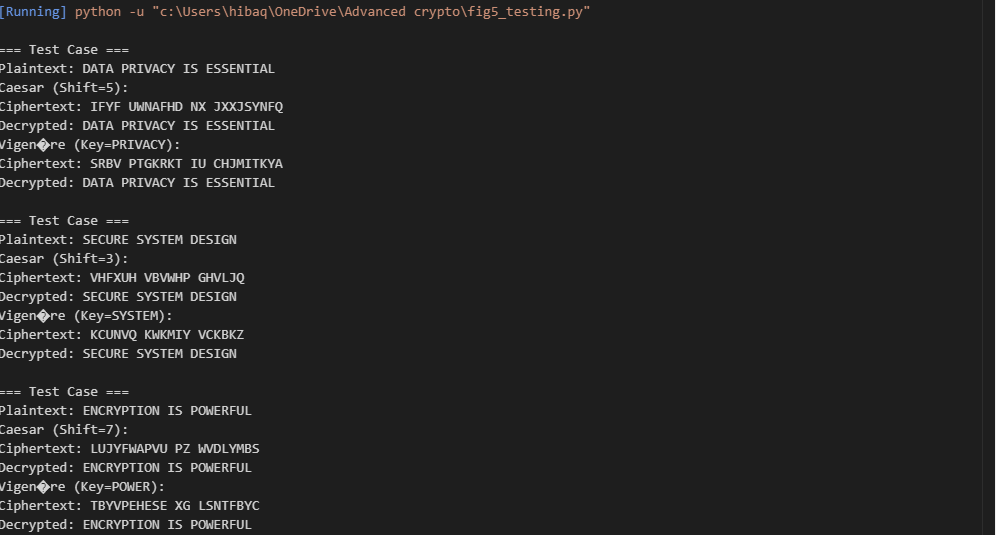 [Running] python -u "c:\Users\hibaq\OneDrive\Advanced crypto\fig5_testing.py"
=== Test Case ===
Plaintext: DATA PRIVACY IS ESSENTIAL
Caesar (Shift=5):
Ciphertext: IFYF UWNAFHD NX JXXJSYNFQ
Decrypted: DATA PRIVACY IS ESSENTIAL
Vigen�re (Key=PRIVACY):
Ciphertext: SRBV PTGKRKT IU CHJMITKYA
Decrypted: DATA PRIVACY IS ESSENTIAL
=== Test Case ===
Plaintext: SECURE SYSTEM DESIGN
Caesar (Shift=3):
Ciphertext: VHFXUH VBVWHP GHVLJQ
Decrypted: SECURE SYSTEM DESIGN
Vigen�re (Key=SYSTEM):
Ciphertext: KCUNVQ KWKMIY VCKBKZ
Decrypted: SECURE SYSTEM DESIGN
=== Test Case ===
Plaintext: ENCRYPTION IS POWERFUL
Caesar (Shift=7):
Ciphertext: LUJYFWAPVU PZ WVDLYMBS
Decrypted: ENCRYPTION IS POWERFUL
Vigen�re (Key=POWER):
Ciphertext: TBYVPEHESE XG LSNTFBYC
Decrypted: ENCRYPTION IS POWERFUL